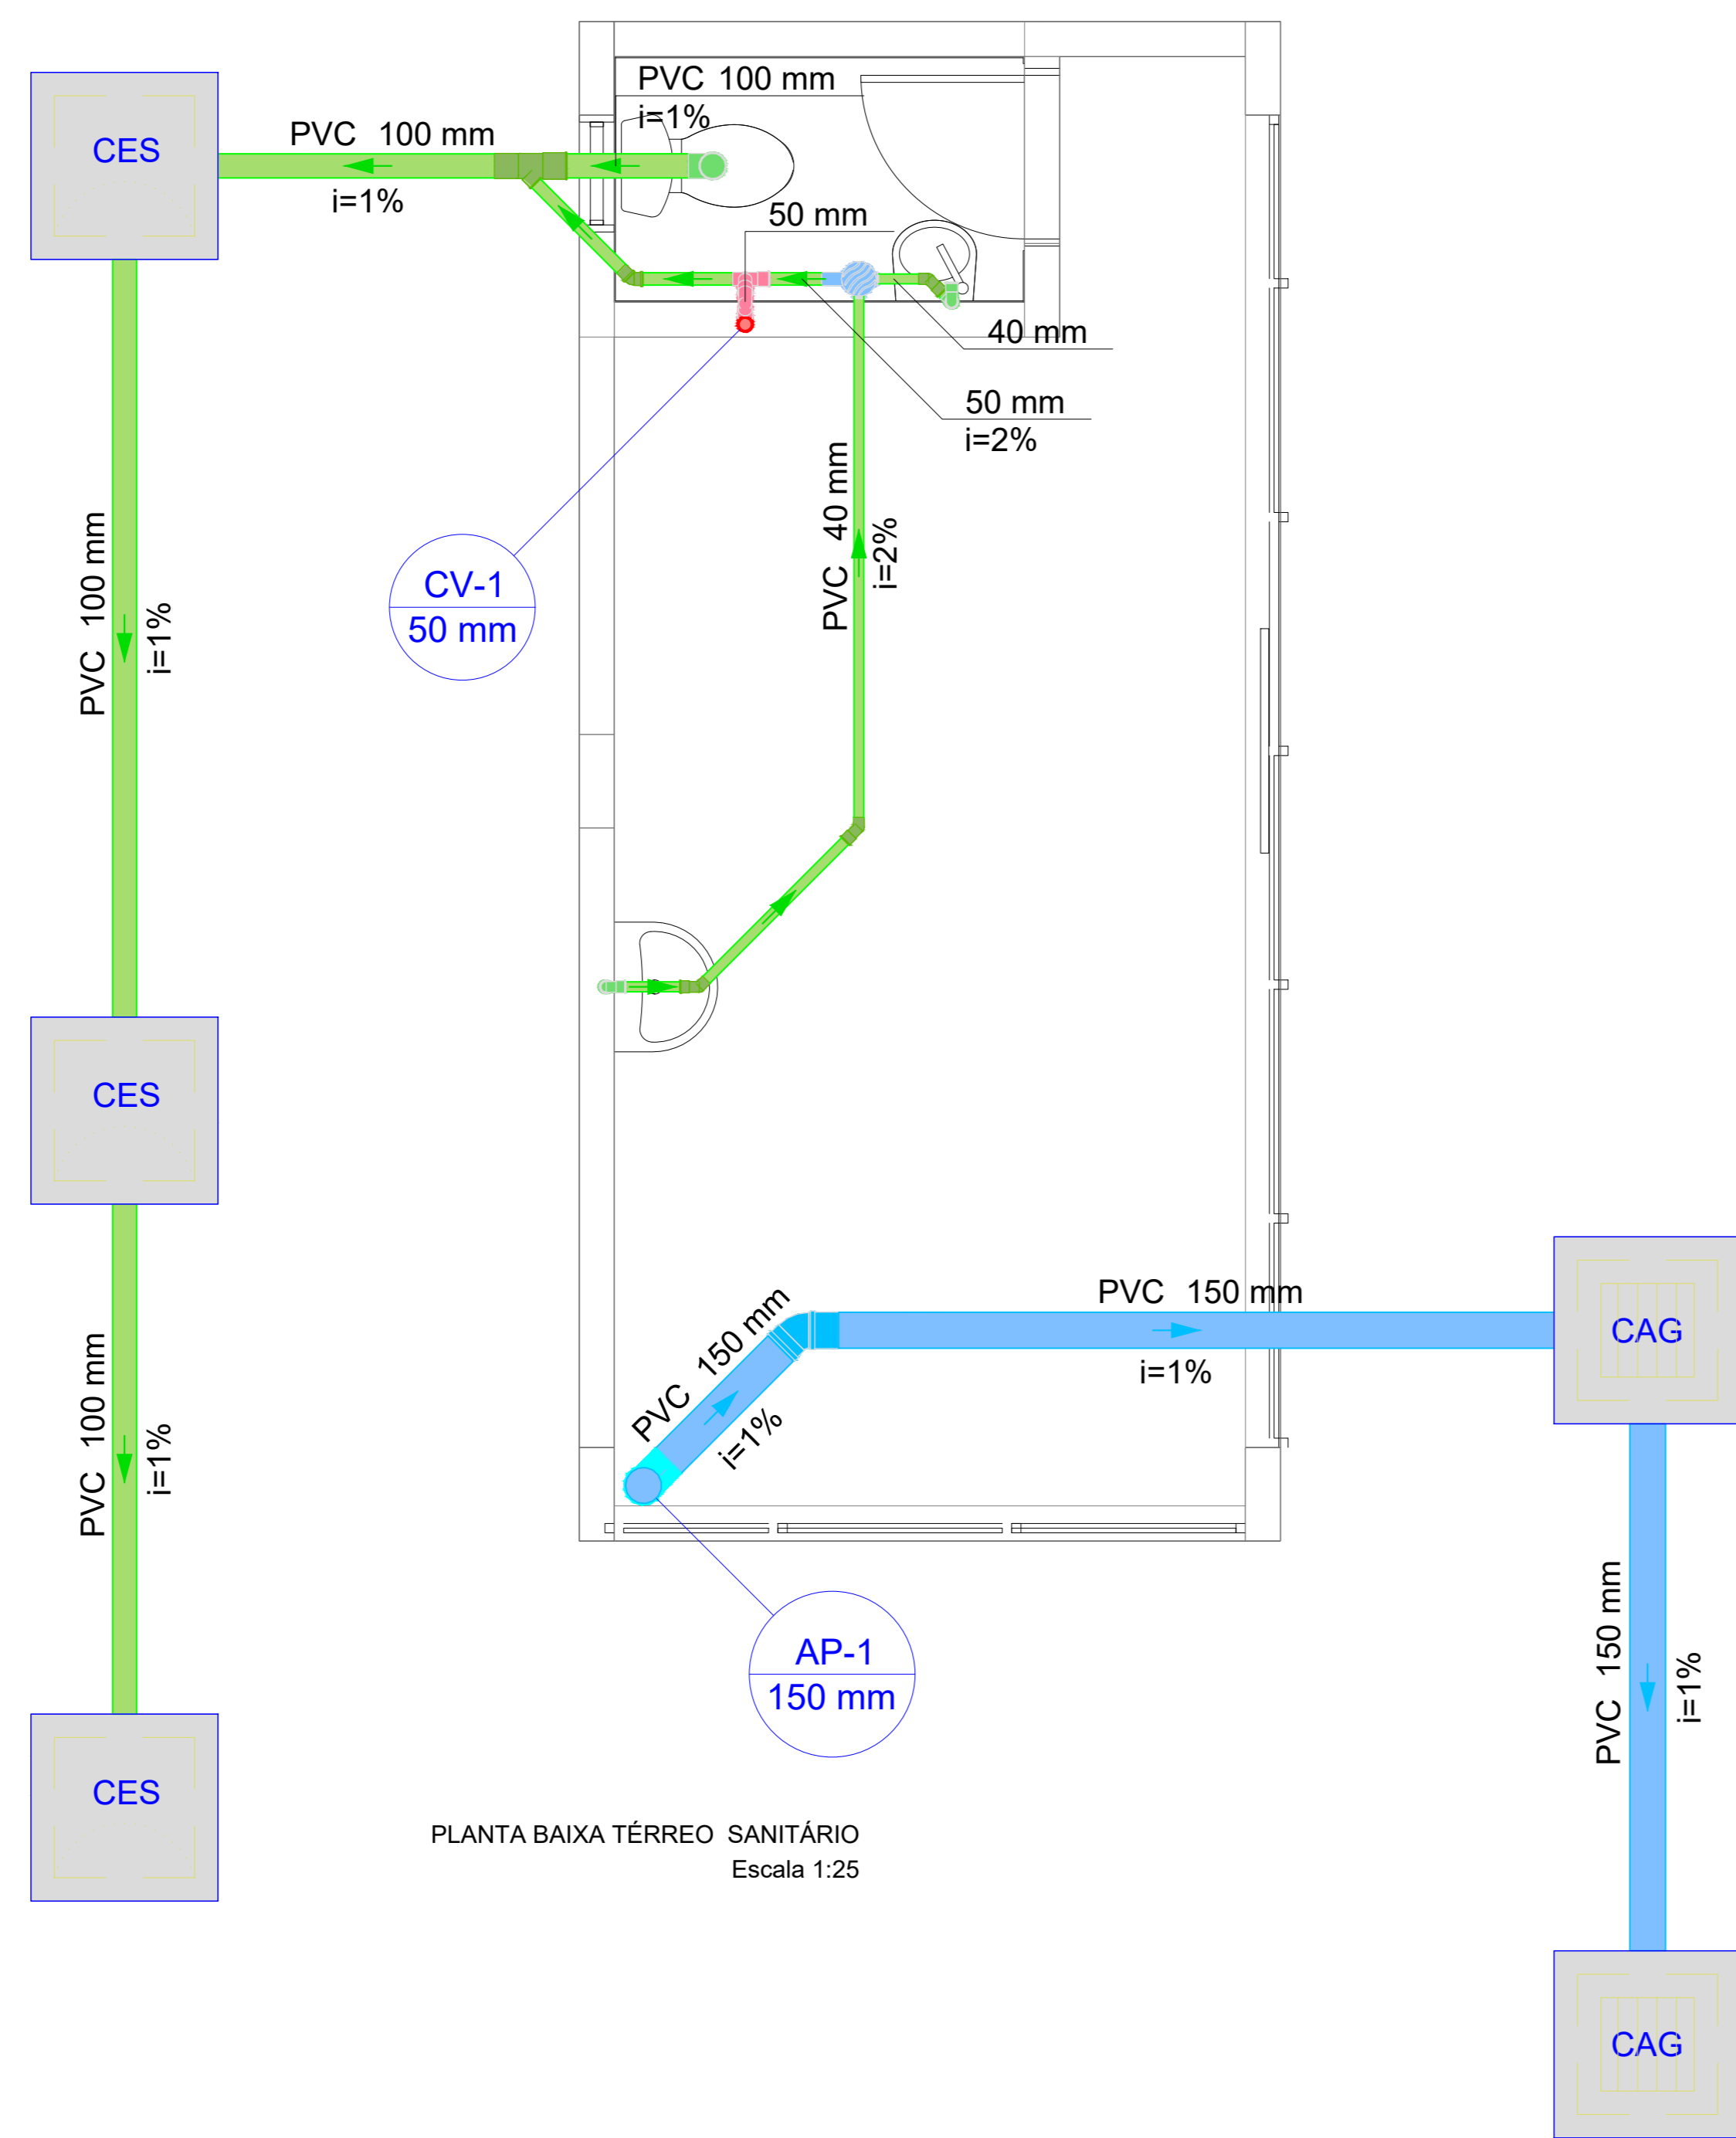 PVC 100 mm
i=1%
CES
PVC 100 mm
i=1%
50 mm
40 mm
50 mm
i=2%
PVC 40 mm
i=2%
PVC 100 mm
i=1%
CV-1
50 mm
CES
PVC 150 mm
i=1%
PVC 150 mm
i=1%
CAG
PVC 100 mm
i=1%
AP-1
150 mm
PVC 150 mm
i=1%
CES
PLANTA BAIXA TÉRREO SANITÁRIO
Escala 1:25
CAG